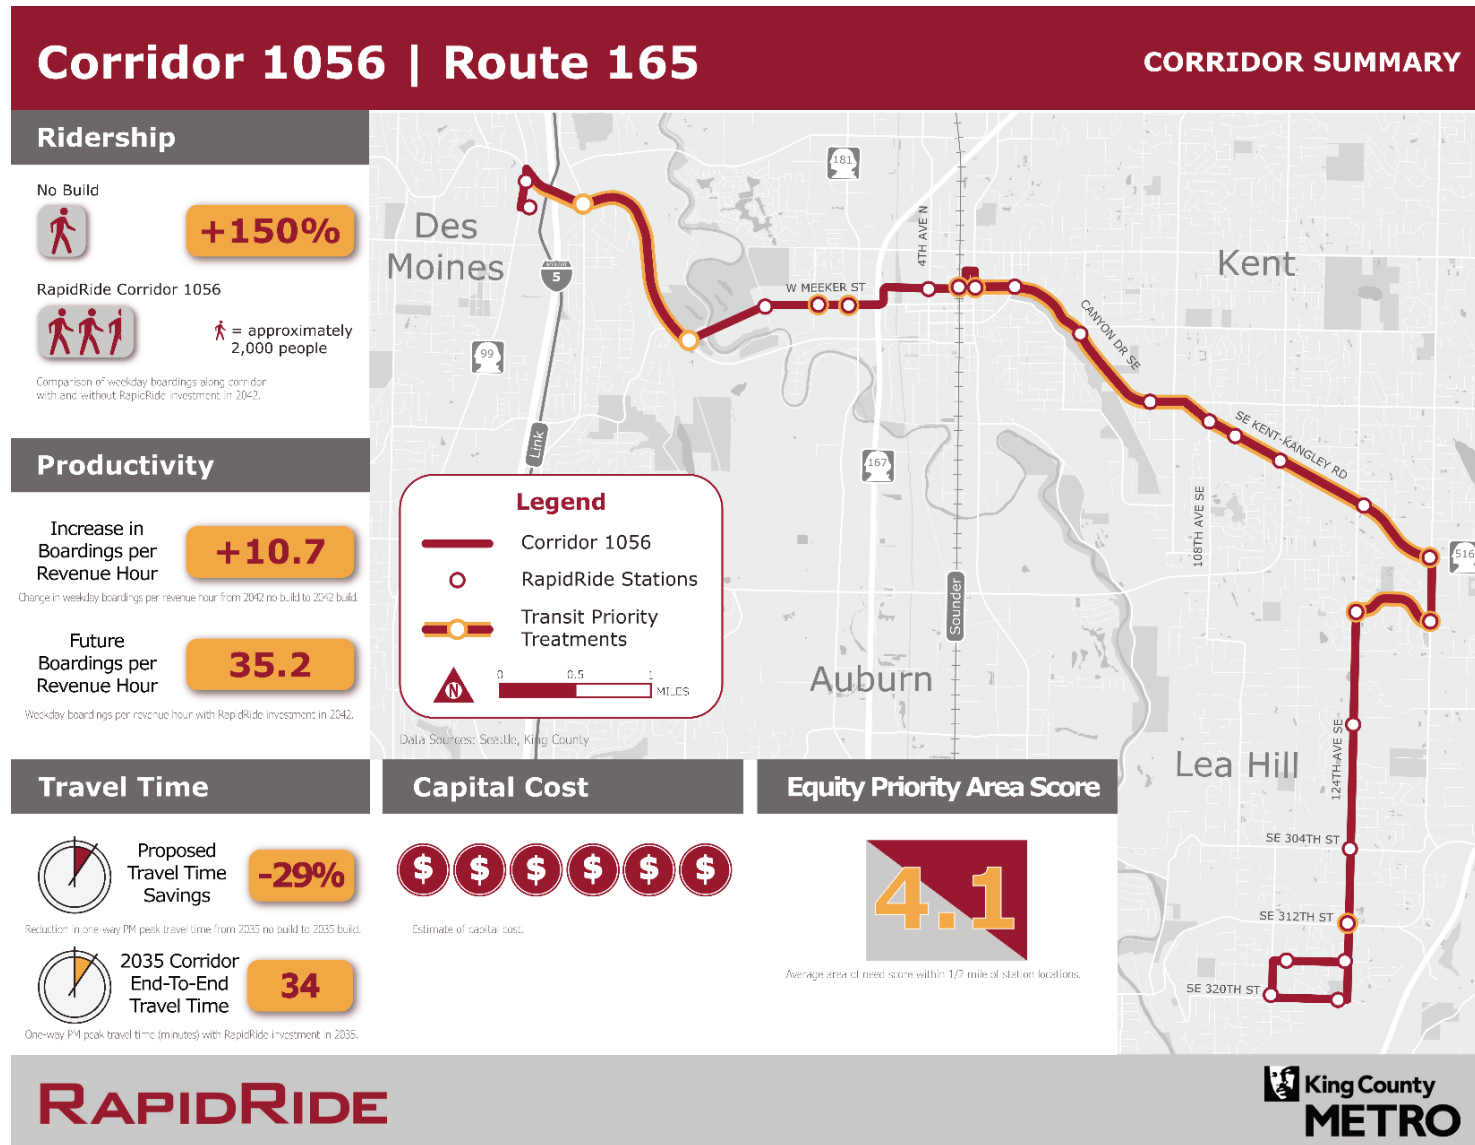 Corridor 1056 | Route 165
CORRIDOR SUMMARY
Ridership
No Build
+150%
RapidRide Corridor 1056
= approximately
2,000 people
Comparison of weekday boardings along corridor
with and without RapidRide investment in 2042.
Productivity
Increase in
Boardings per
Revenue Hour
+10.7
Change in weekday boardings per revenue hour from 2042 no build to 2042 build.
Future
Boardings per
Revenue Hour
35.2
Weekday boardings per revenue hour with RapidRide investment in 2042.
Travel Time
Proposed
Travel Time
Savings
-29%
Reduction in one-way PM peak travel time from 2035 no build to 2035 build.
2035 Corridor
End-To-End
Travel Time
34
One-way PM peak travel time (minutes) with RapidRide investment in 2035.
Capital Cost
$ $ $ $ $ $
Estimate of capital cost.
Equity Priority Area Score
4.1
Average area of need score within 1/2 mile of station locations.
Des
Moines
INTERSTATE
5
99
181
167
516
Link
Sounder
4TH AVE N
W MEEKER ST
Kent
CANYON DR SE
SE KENT-KANGLEY RD
108TH AVE SE
Auburn
Lea Hill
124TH AVE SE
SE 304TH ST
SE 312TH ST
SE 320TH ST
Legend
Corridor 1056
RapidRide Stations
Transit Priority
Treatments
N
0 0.5 1
MILES
Data Sources: Seattle, King County
RAPIDRIDE
King County
METRO